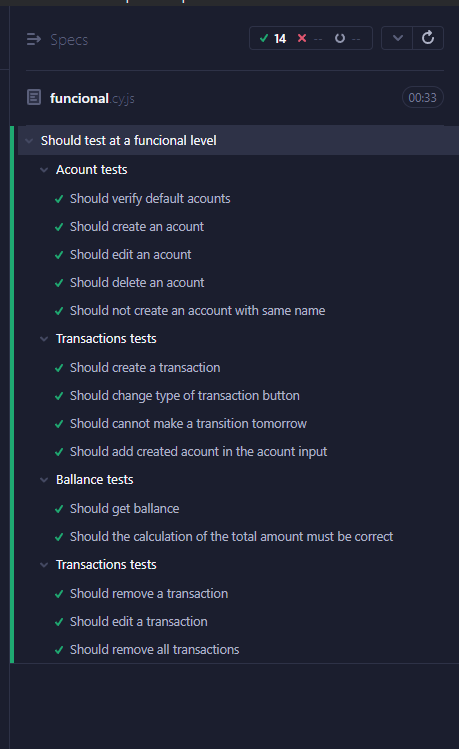 Specs
14 -- --
funcional.cy.js
00:33
Should test at a funcional level
Acount tests
Should verify default acounts
Should create an acount
Should edit an acount
Should delete an acount
Should not create an account with same name
Transactions tests
Should create a transaction
Should change type of transaction button
Should cannot make a transition tomorrow
Should add created acount in the acount input
Ballance tests
Should get ballance
Should the calculation of the total amount must be correct
Transactions tests
Should remove a transaction
Should edit a transaction
Should remove all transactions